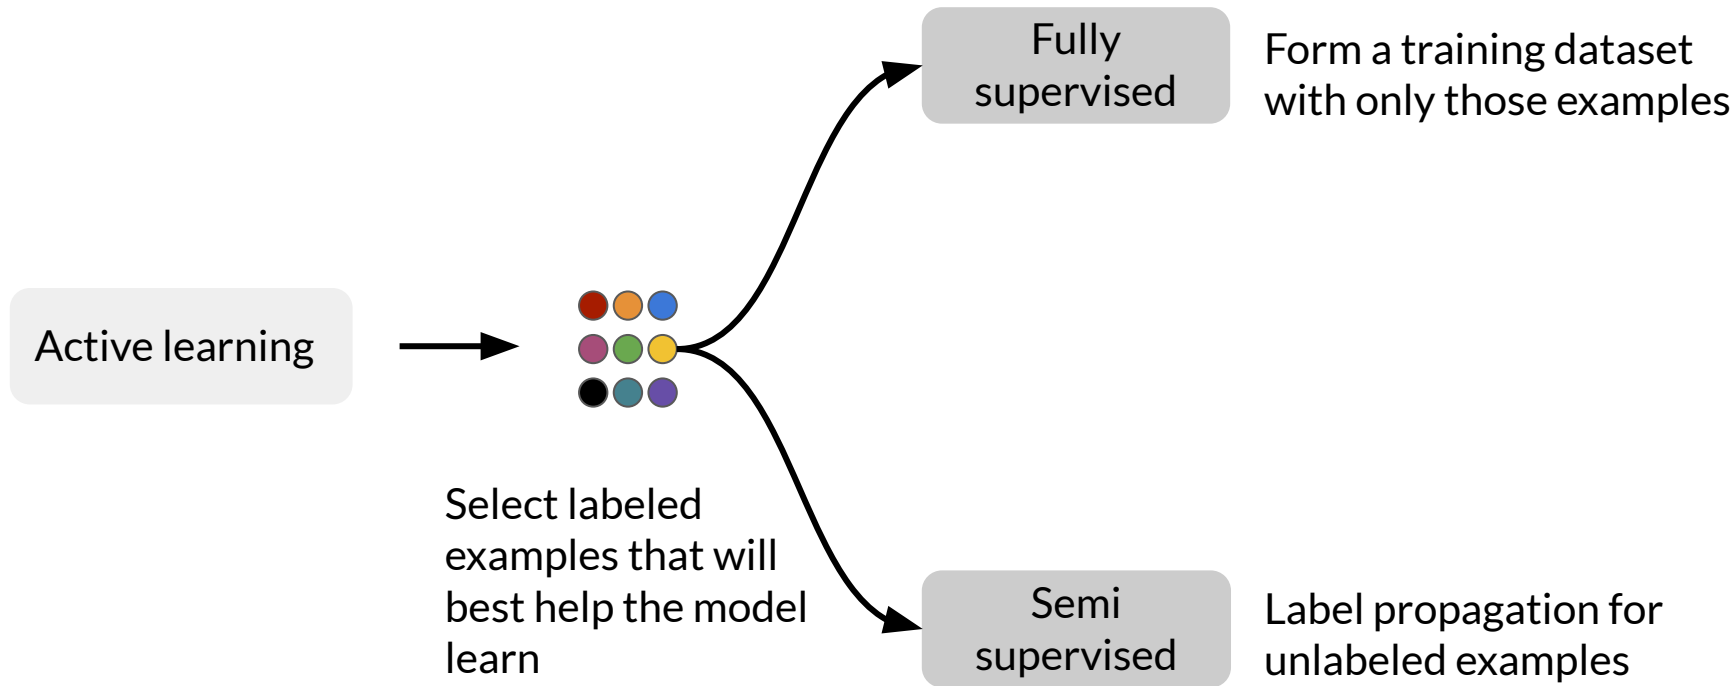 Fully
supervised
Form a training dataset
with only those examples
Active learning
Select labeled
examples that will
best help the model
learn
Semi
supervised
Label propagation for
unlabeled examples